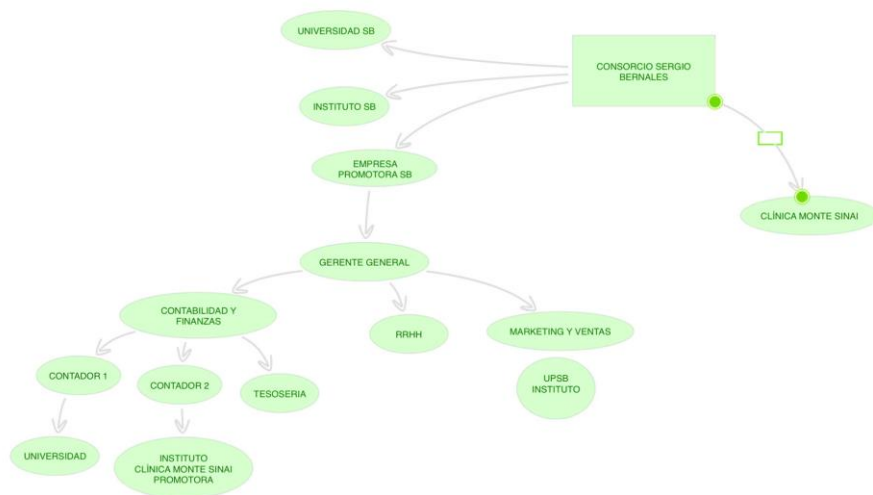 UNIVERSIDAD SB
CONSORCIO SERGIO
BERNALES
INSTITUTO SB
EMPRESA
PROMOTORA SB
CLÍNICA MONTE SINAI
GERENTE GENERAL
CONTABILIDAD Y
FINANZAS
RRHH
MARKETING Y VENTAS
CONTADOR 1
CONTADOR 2
TESOSERIA
UPSB
INSTITUTO
UNIVERSIDAD
INSTITUTO
CLÍNICA MONTE SINAI
PROMOTORA